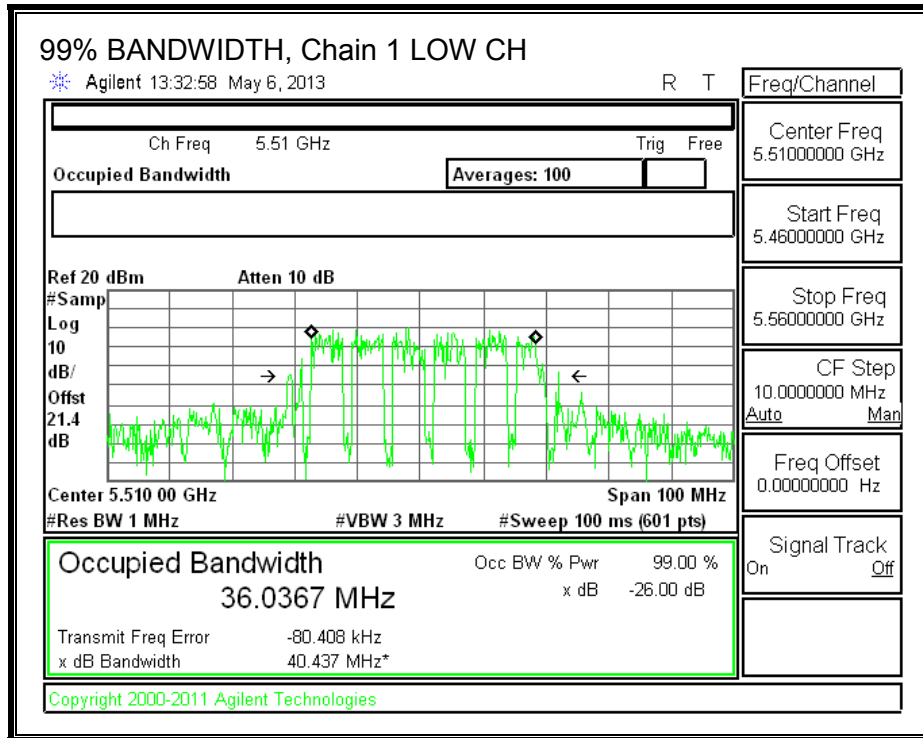 99% BANDWIDTH, Chain 1 LOW CH
Agilent 13:32:58 May 6, 2013 R T
Freq/Channel
Ch Freq 5.51 GHz Trig Free
Occupied Bandwidth Averages: 100
Center Freq
5.51000000 GHz
Start Freq
5.46000000 GHz
Stop Freq
5.56000000 GHz
CF Step
10.0000000 MHz
Auto Man
Freq Offset
0.00000000 Hz
Signal Track
On Off
Ref 20 dBm Atten 10 dB
#Samp
Log
10
dB/
Offst
21.4
dB
Center 5.510 00 GHz Span 100 MHz
#Res BW 1 MHz #VBW 3 MHz #Sweep 100 ms (601 pts)
Occupied Bandwidth Occ BW % Pwr 99.00 %
36.0367 MHz x dB -26.00 dB
Transmit Freq Error -80.408 kHz
x dB Bandwidth 40.437 MHz*
Copyright 2000-2011 Agilent Technologies